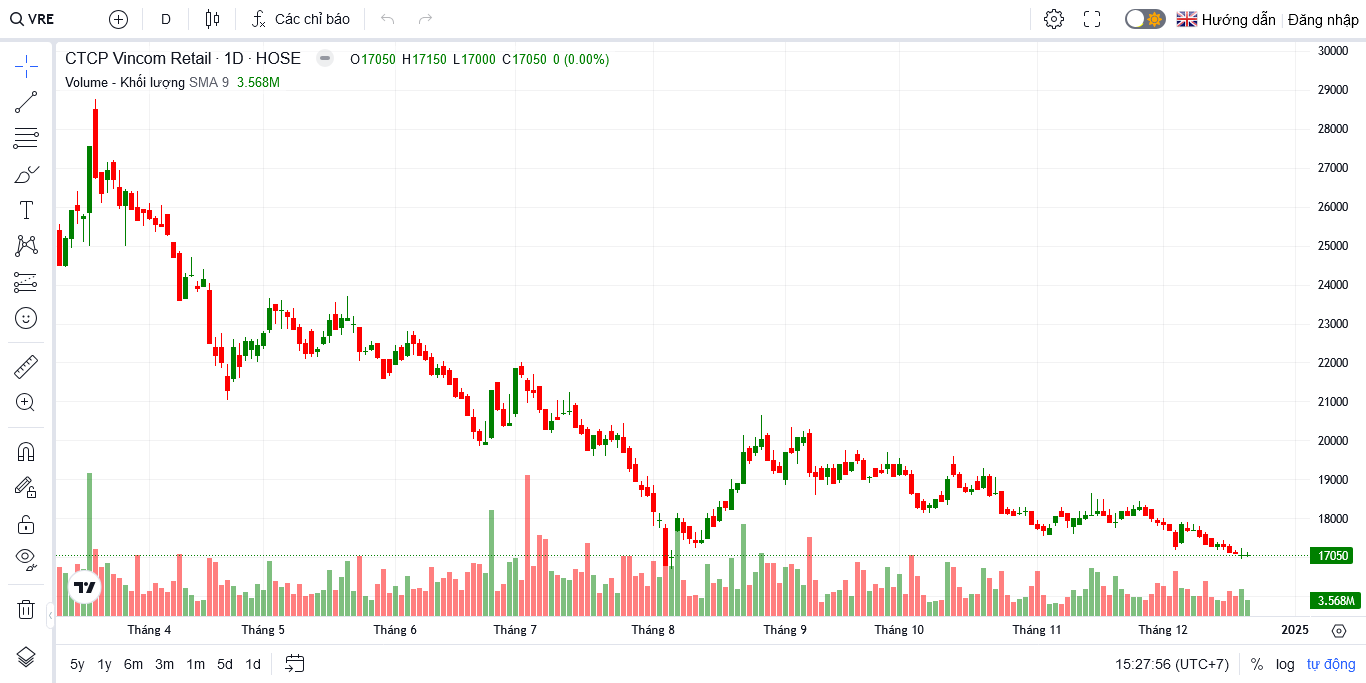 VRE D Các chỉ báo Hướng dẫn Đăng nhập
CTCP Vincom Retail · 1D · HOSE O17050 H17150 L17000 C17050 0 (0.00%)
Volume - Khối lượng SMA 9 3.568M
30000
29000
28000
27000
26000
25000
24000
23000
22000
21000
20000
19000
18000
17050
3.568M
Tháng 4 Tháng 5 Tháng 6 Tháng 7 Tháng 8 Tháng 9 Tháng 10 Tháng 11 Tháng 12 2025
5y 1y 6m 3m 1m 5d 1d 15:27:56 (UTC+7) % log tự động